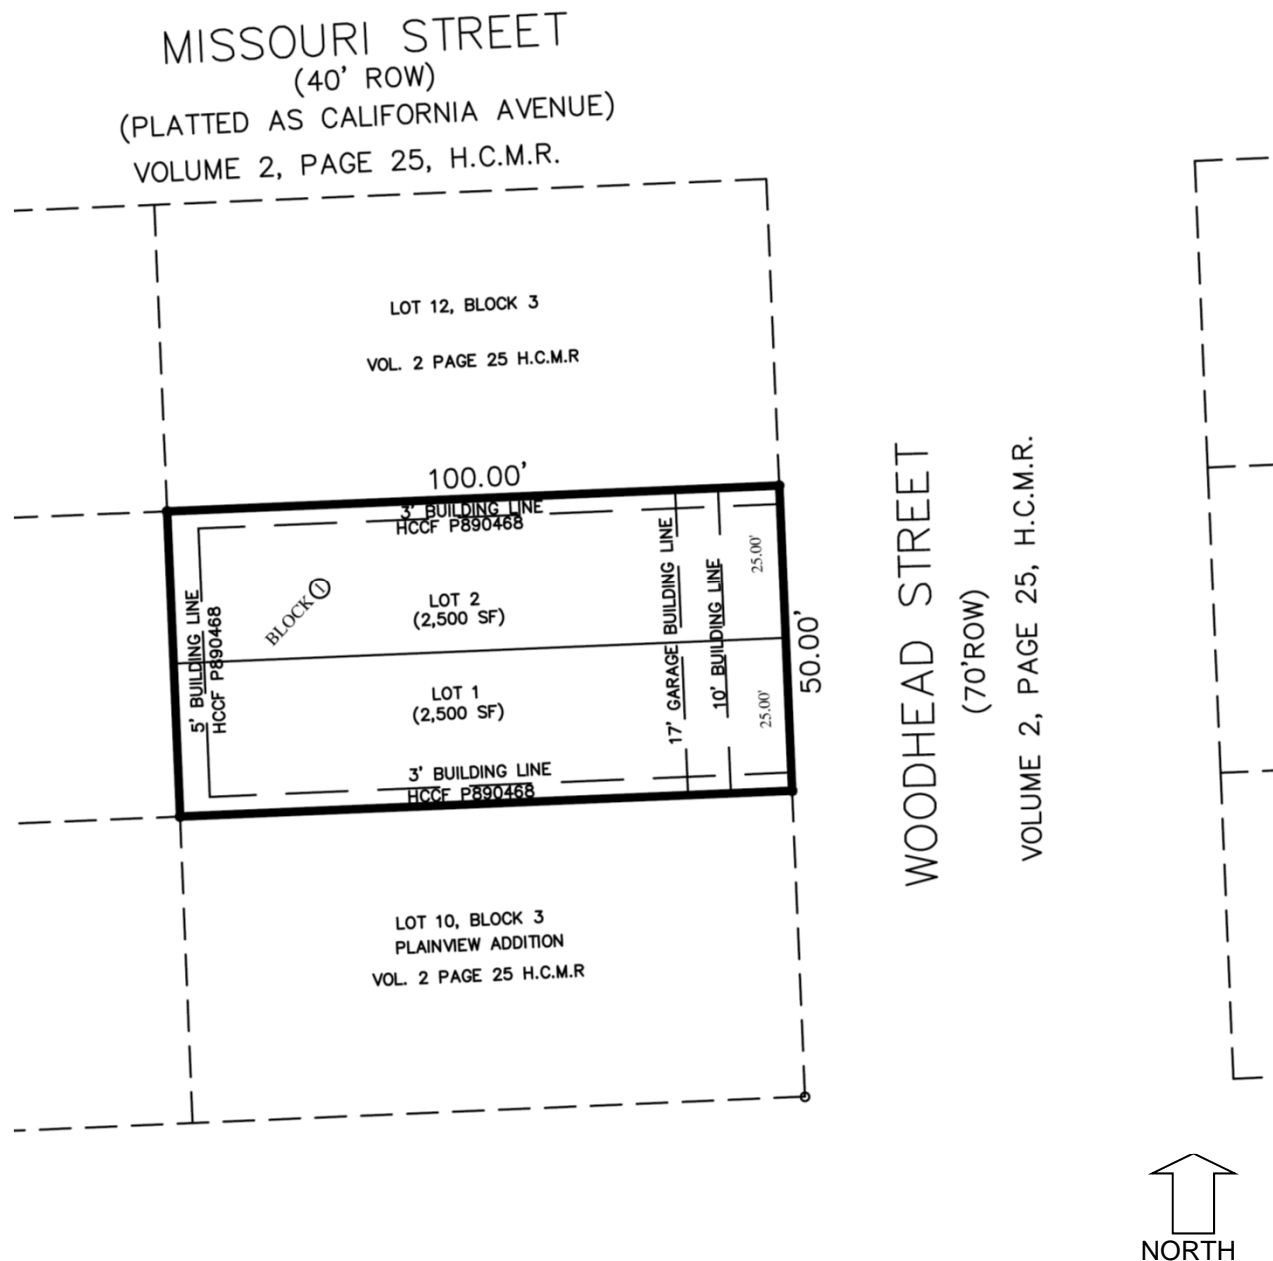 MISSOURI STREET
(40' ROW)
(PLATTED AS CALIFORNIA AVENUE)
VOLUME 2, PAGE 25, H.C.M.R.
LOT 12, BLOCK 3
VOL. 2 PAGE 25 H.C.M.R
100.00'
3' BUILDING LINE
HCCF P890468
5' BUILDING LINE
HCCF P890468
BLOCK 1
LOT 2
(2,500 SF)
LOT 1
(2,500 SF)
17' GARAGE BUILDING LINE
10' BUILDING LINE
25.00'
25.00'
50.00'
3' BUILDING LINE
HCCF P890468
WOODHEAD STREET
(70'ROW)
VOLUME 2, PAGE 25, H.C.M.R.
LOT 10, BLOCK 3
PLAINVIEW ADDITION
VOL. 2 PAGE 25 H.C.M.R
NORTH